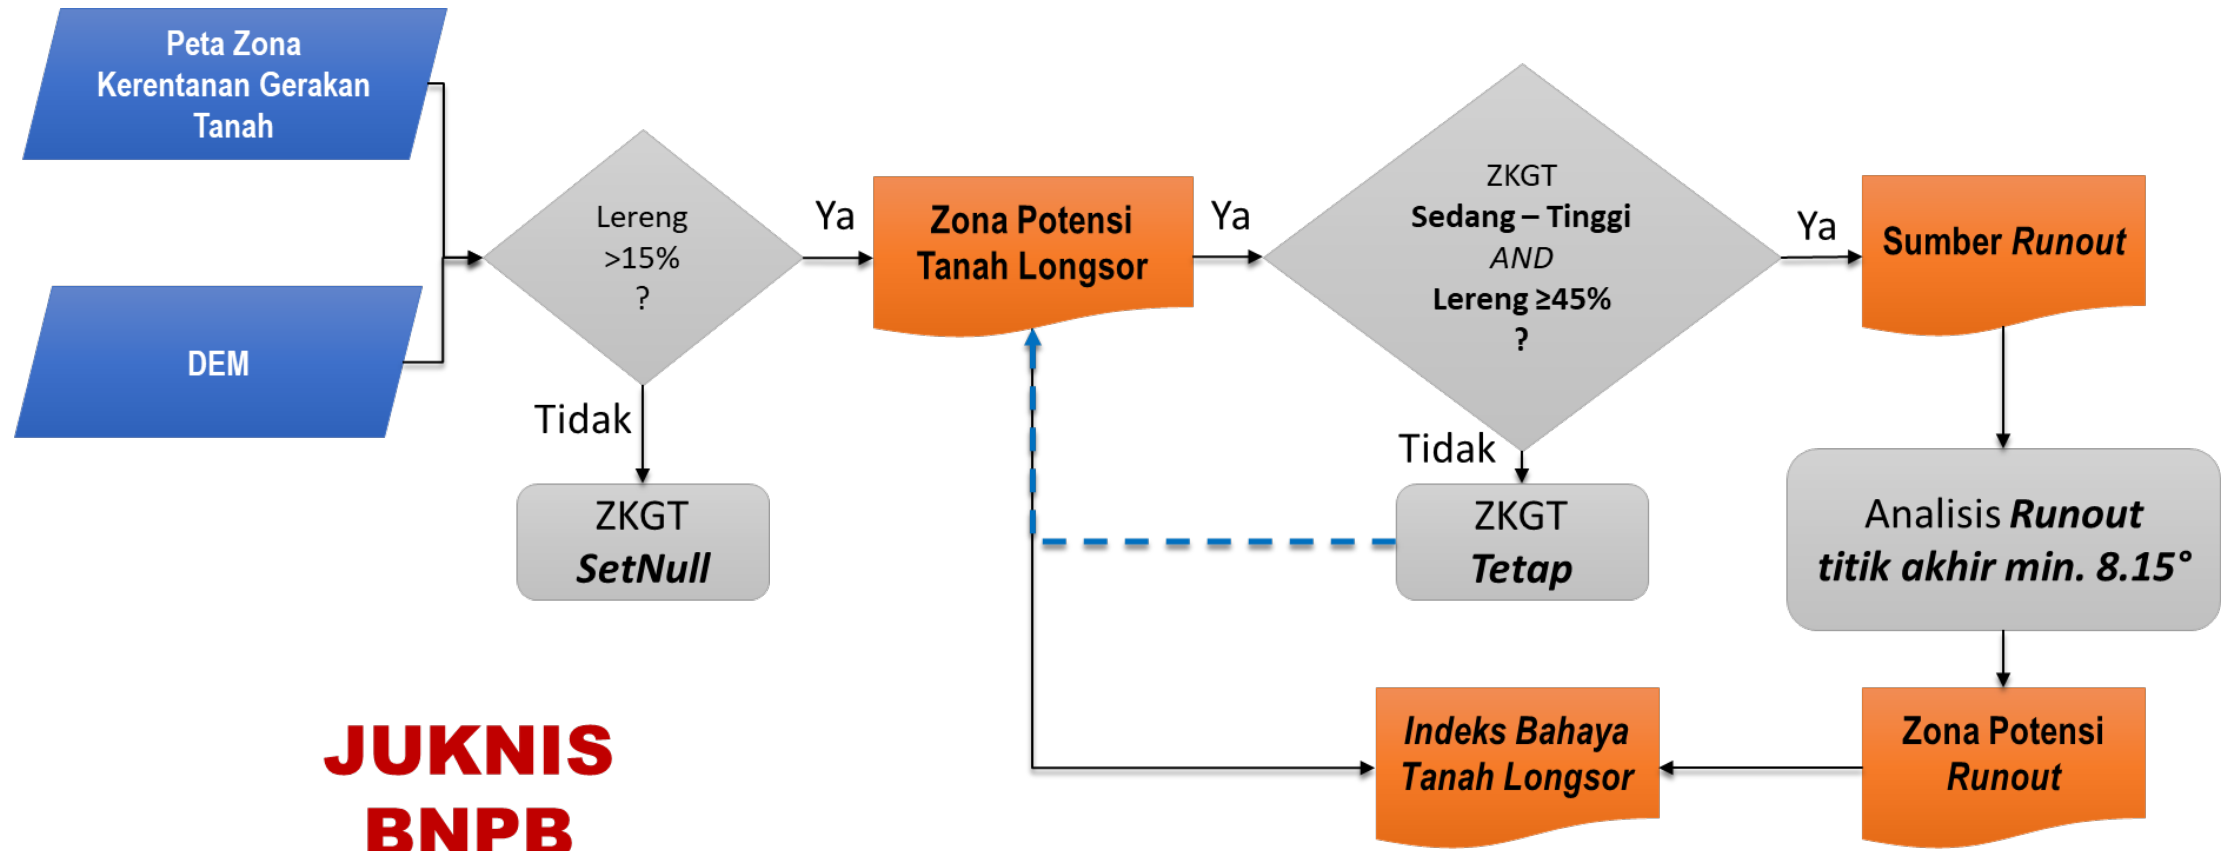 Peta Zona
Kerentanan Gerakan
Tanah
DEM
Lereng
>15%
?
Ya
Tidak
ZKGT
SetNull
Zona Potensi
Tanah Longsor
Ya
ZKGT
Sedang – Tinggi
AND
Lereng ≥45%
?
Ya
Tidak
ZKGT
Tetap
Sumber Runout
Analisis Runout
titik akhir min. 8.15°
Zona Potensi
Runout
Indeks Bahaya
Tanah Longsor
JUKNIS
BNPB